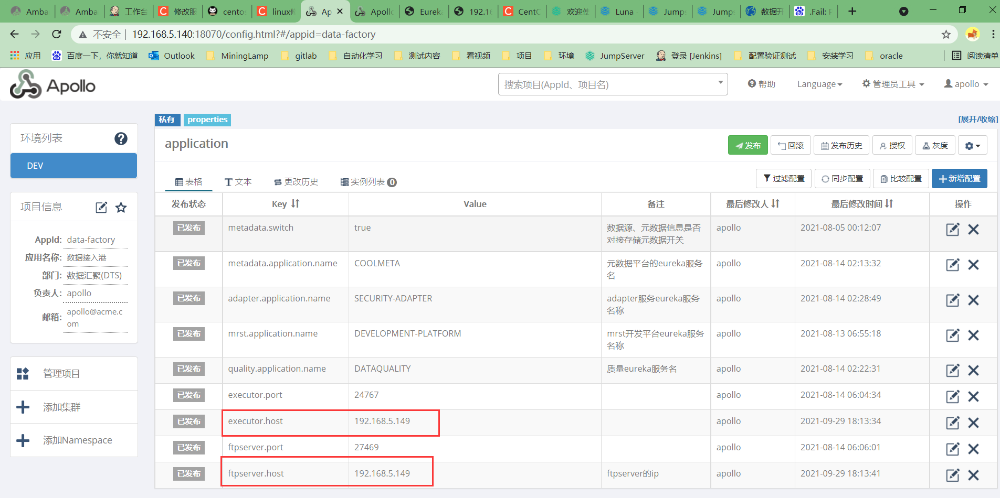 Amba
Amba
工作台
修改服
cento
linux修
Ap
Apollo
Eurek
192.16
CentO
欢迎使
Luna
Jump
Jump
数据开
.Fail: F
不安全 | 192.168.5.140:18070/config.html?#/appid=data-factory
应用 百度一下，你就知道 Outlook MiningLamp gitlab 自动化学习 测试内容 看视频 项目 环境 JumpServer 登录 [Jenkins] 配置验证测试 安装学习 oracle 阅读清单
Apollo 搜索项目(AppId、项目名) 帮助 Language 管理员工具 apollo
私有 properties [展开/收缩]
环境列表
DEV
项目信息
AppId: data-factory
应用名称: 数据接入港
部门: 数据汇聚(DTS)
负责人: apollo
邮箱: apollo@acme.c
om
管理项目
添加集群
添加Namespace
application 发布 回滚 发布历史 授权 灰度
表格 文本 更改历史 实例列表 0 过滤配置 同步配置 比较配置 新增配置
发布状态 Key Value 备注 最后修改人 最后修改时间 操作
已发布 metadata.switch true 数据源、元数据信息是否 apollo 2021-08-05 00:12:07
对接存储元数据开关
已发布 metadata.application.name COOLMETA 元数据平台的eureka服务 apollo 2021-08-14 02:13:32
名
已发布 adapter.application.name SECURITY-ADAPTER adapter服务eureka服务 apollo 2021-08-14 02:28:49
名称
已发布 mrst.application.name DEVELOPMENT-PLATFORM mrst开发平台eureka服务 apollo 2021-08-13 06:55:18
名称
已发布 quality.application.name DATAQUALITY 质量eureka服务名 apollo 2021-08-14 02:22:31
已发布 executor.port 24767 apollo 2021-08-14 06:04:34
已发布 executor.host 192.168.5.149 apollo 2021-09-29 18:13:34
已发布 ftpserver.port 27469 apollo 2021-08-14 06:06:01
已发布 ftpserver.host 192.168.5.149 ftpserver的ip apollo 2021-09-29 18:13:41